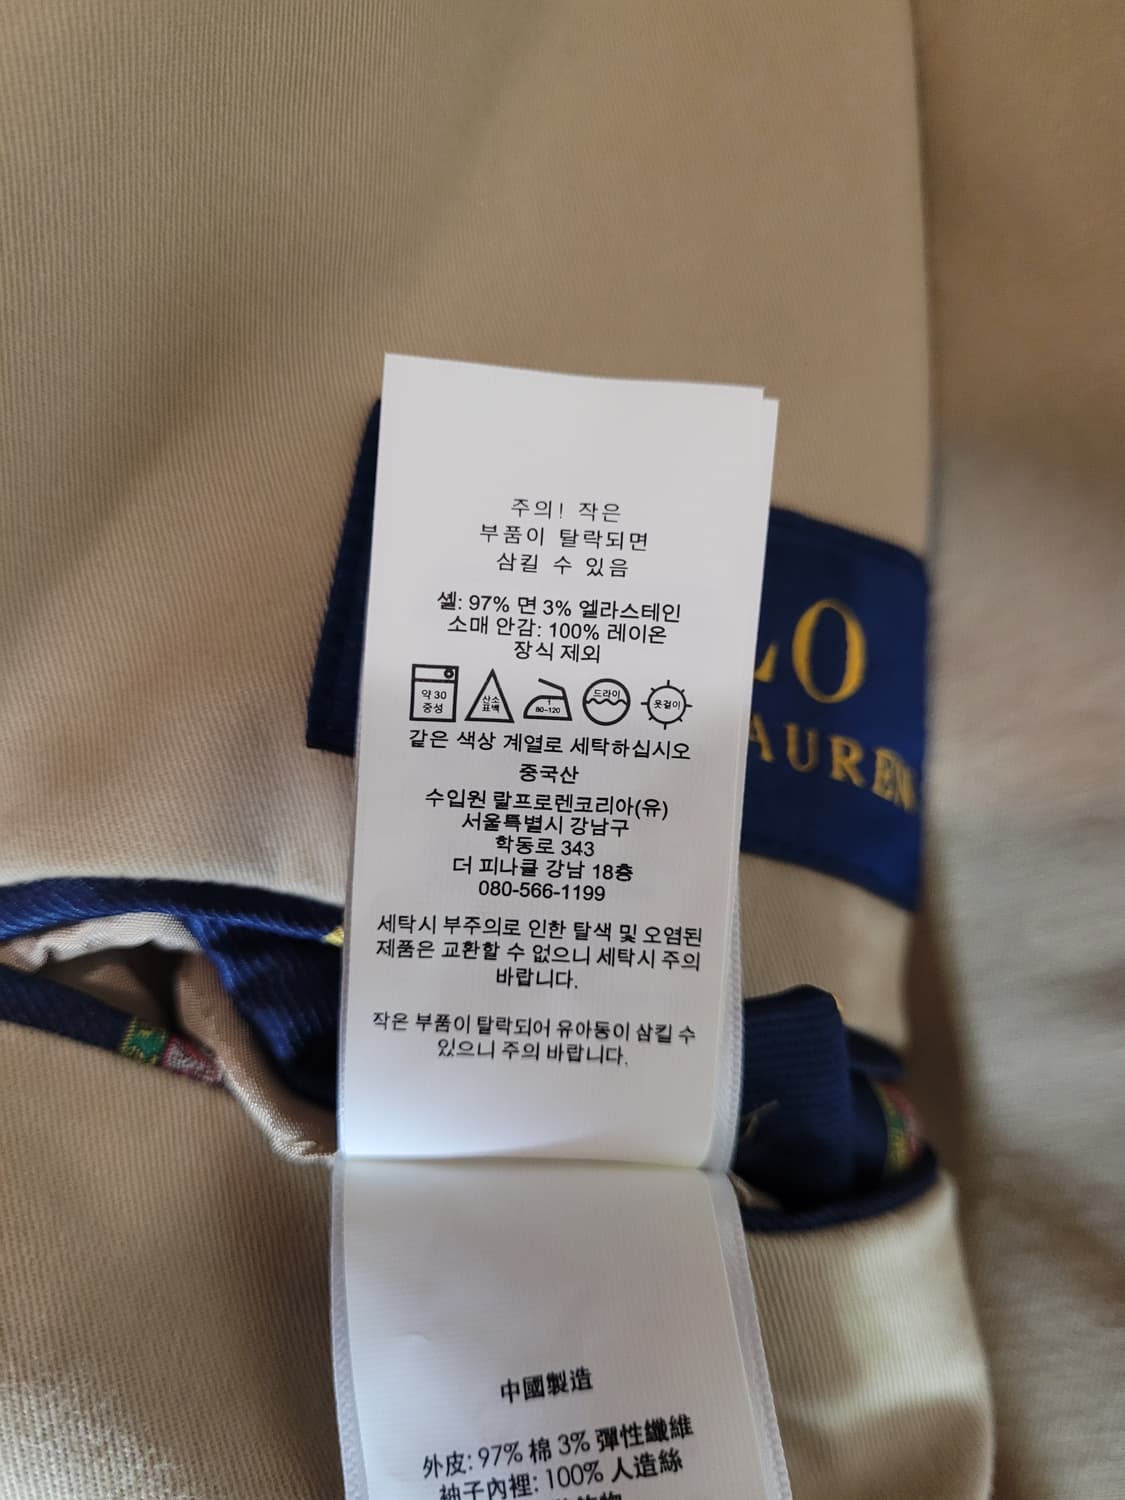 주의! 작은
부품이 탈락되면
삼킬 수 있음
셸: 97% 면 3% 엘라스테인
소매 안감: 100% 레이온
장식 제외
약 30
중성
산소
표백
80-120
드라이
옷걸이
같은 색상 계열로 세탁하십시오
중국산
수입원 랄프로렌코리아(유)
서울특별시 강남구
학동로 343
더 피나클 강남 18층
080-566-1199
세탁시 부주의로 인한 탈색 및 오염된
제품은 교환할 수 없으니 세탁시 주의
바랍니다.
작은 부품이 탈락되어 유아동이 삼킬 수
있으니 주의 바랍니다.
LO
AUREN
中國製造
外皮: 97% 棉 3% 彈性纖維
袖子內裡: 100% 人造絲